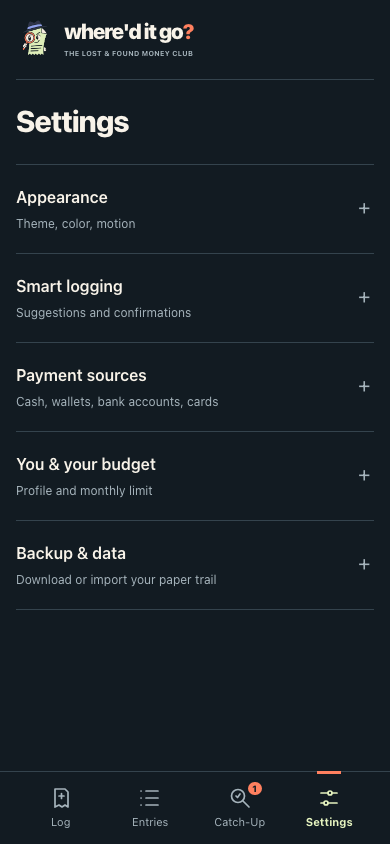 where'd it go?
THE LOST & FOUND MONEY CLUB
Settings
Appearance
Theme, color, motion
+
Smart logging
Suggestions and confirmations
+
Payment sources
Cash, wallets, bank accounts, cards
+
You & your budget
Profile and monthly limit
+
Backup & data
Download or import your paper trail
+
1
Log
Entries
Catch-Up
Settings